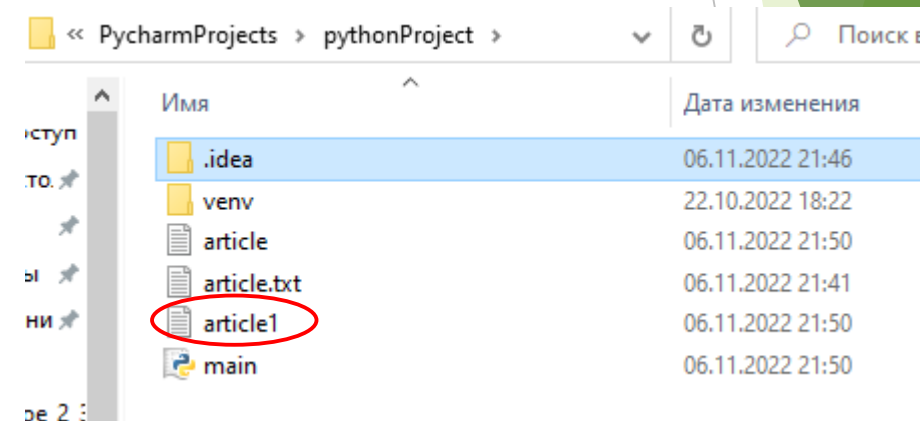 « PycharmProjects › pythonProject ›
Поиск
Имя
Дата изменения
.idea
06.11.2022 21:46
venv
22.10.2022 18:22
article
06.11.2022 21:50
article.txt
06.11.2022 21:41
article1
06.11.2022 21:50
main
06.11.2022 21:50